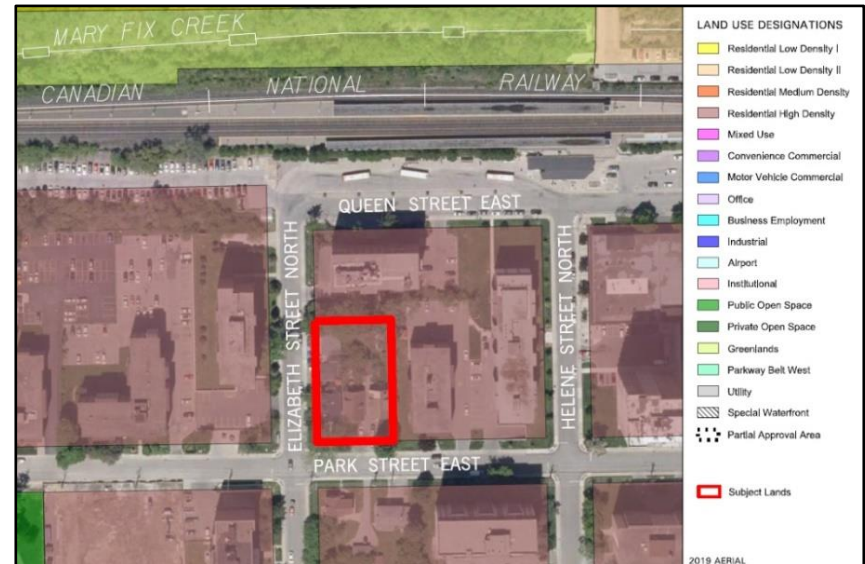 MARY FIX CREEK
CANADIAN NATIONAL RAILWAY
QUEEN STREET EAST
ELIZABETH STREET NORTH
HELENE STREET NORTH
PARK STREET EAST
LAND USE DESIGNATIONS
Residential Low Density I
Residential Low Density II
Residential Medium Density
Residential High Density
Mixed Use
Convenience Commercial
Motor Vehicle Commercial
Office
Business Employment
Industrial
Airport
Institutional
Public Open Space
Private Open Space
Greenlands
Parkway Belt West
Utility
Special Waterfront
Partial Approval Area
Subject Lands
2019 AERIAL